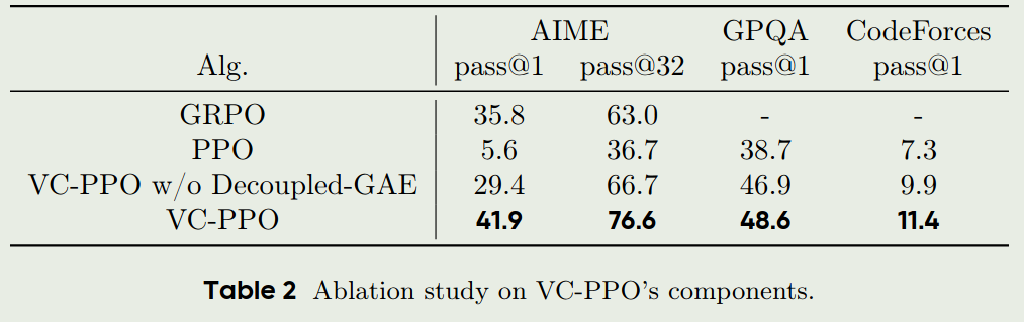 AIME GPQA CodeForces
Alg. pass@1 pass@32 pass@1 pass@1
GRPO 35.8 63.0 - -
PPO 5.6 36.7 38.7 7.3
VC-PPO w/o Decoupled-GAE 29.4 66.7 46.9 9.9
VC-PPO 41.9 76.6 48.6 11.4
Table 2 Ablation study on VC-PPO's components.